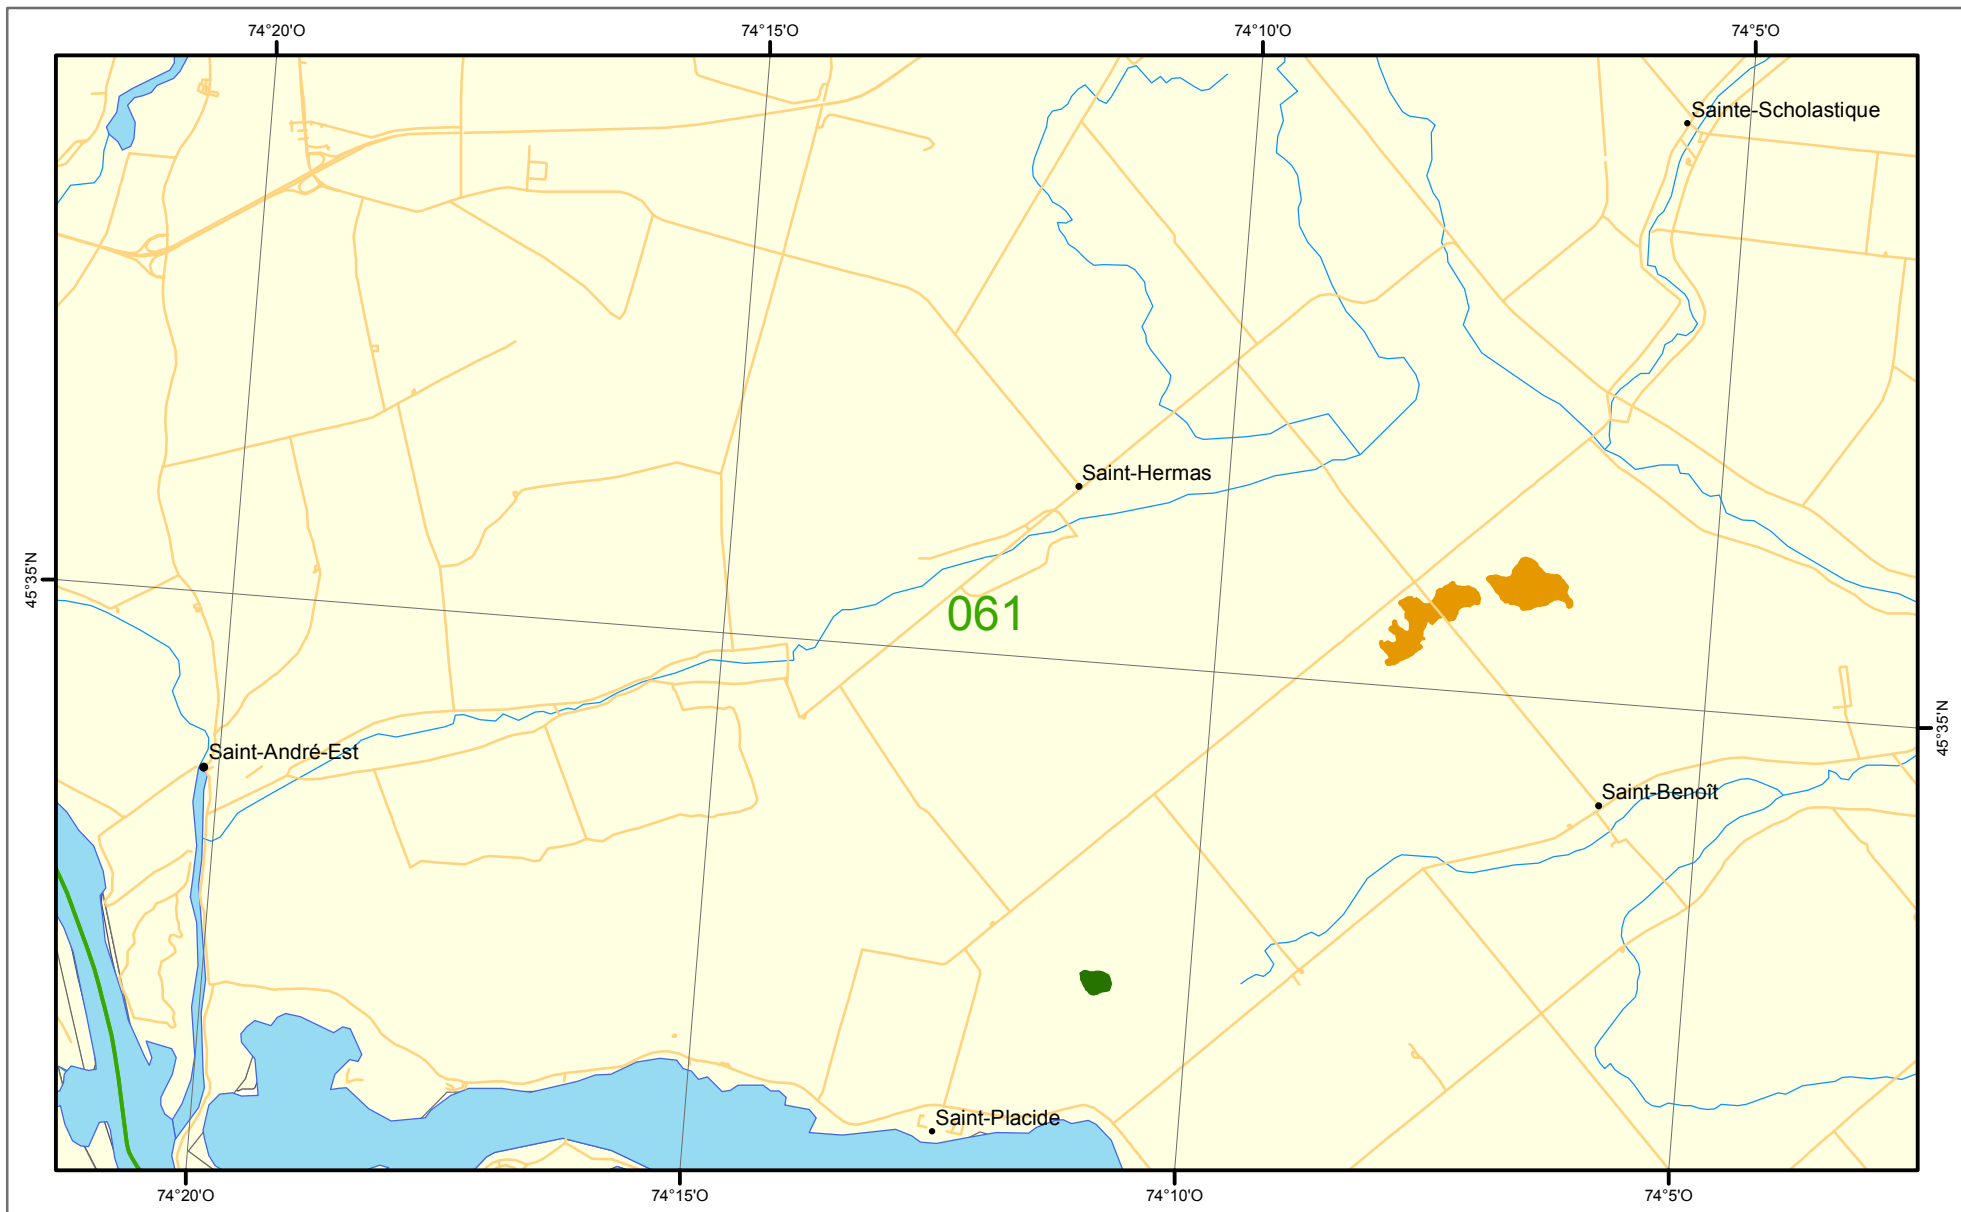 74°20'O
74°15'O
74°10'O
74°5'O
Sainte-Scholastique
Saint-Hermas
45°35'N
061
45°35'N
Saint-André-Est
Saint-Benoît
Saint-Placide
74°20'O
74°15'O
74°10'O
74°5'O